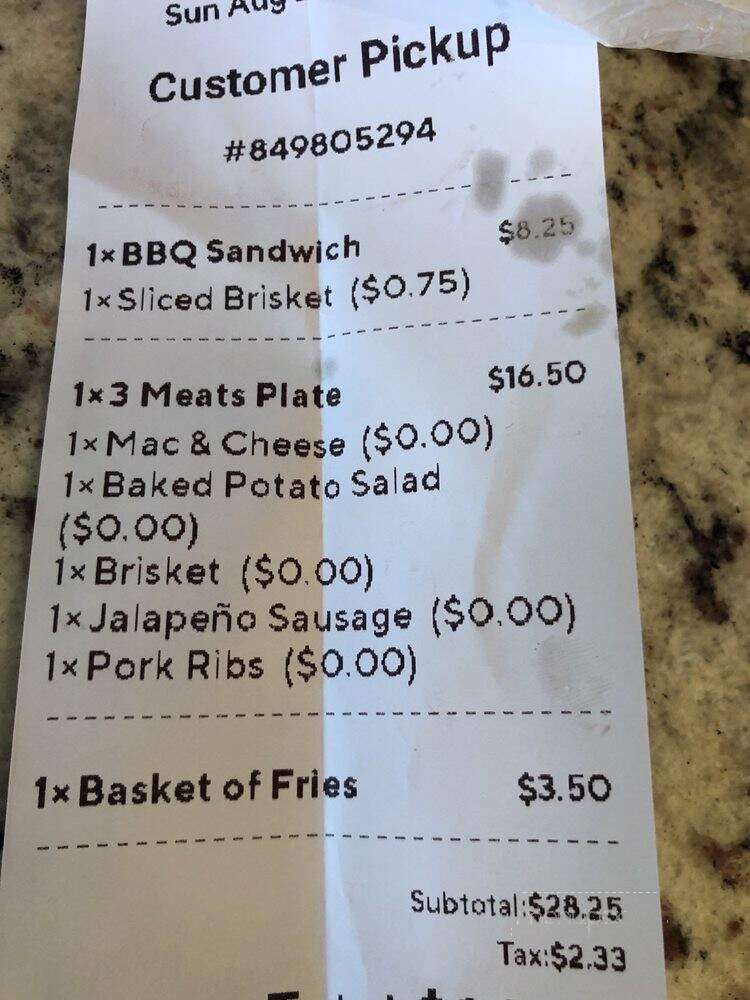 Sun Aug
Customer Pickup
#849805294
1×BBQ Sandwich $8.25
1×Sliced Brisket ($0.75)
1×3 Meats Plate $16.50
1×Mac & Cheese ($0.00)
1×Baked Potato Salad
($0.00)
1×Brisket ($0.00)
1×Jalapeño Sausage ($0.00)
1×Pork Ribs ($0.00)
1×Basket of Fries $3.50
Subtotal:$28.25
Tax:$2.33